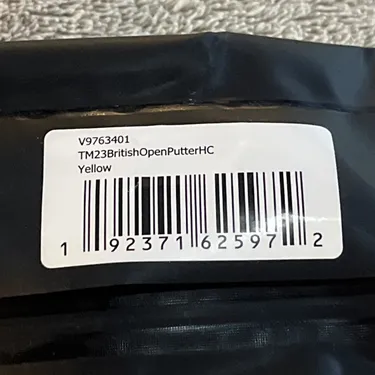 V9763401
TM23BritishOpenPutterHC
Yellow
1 92371 62597 2